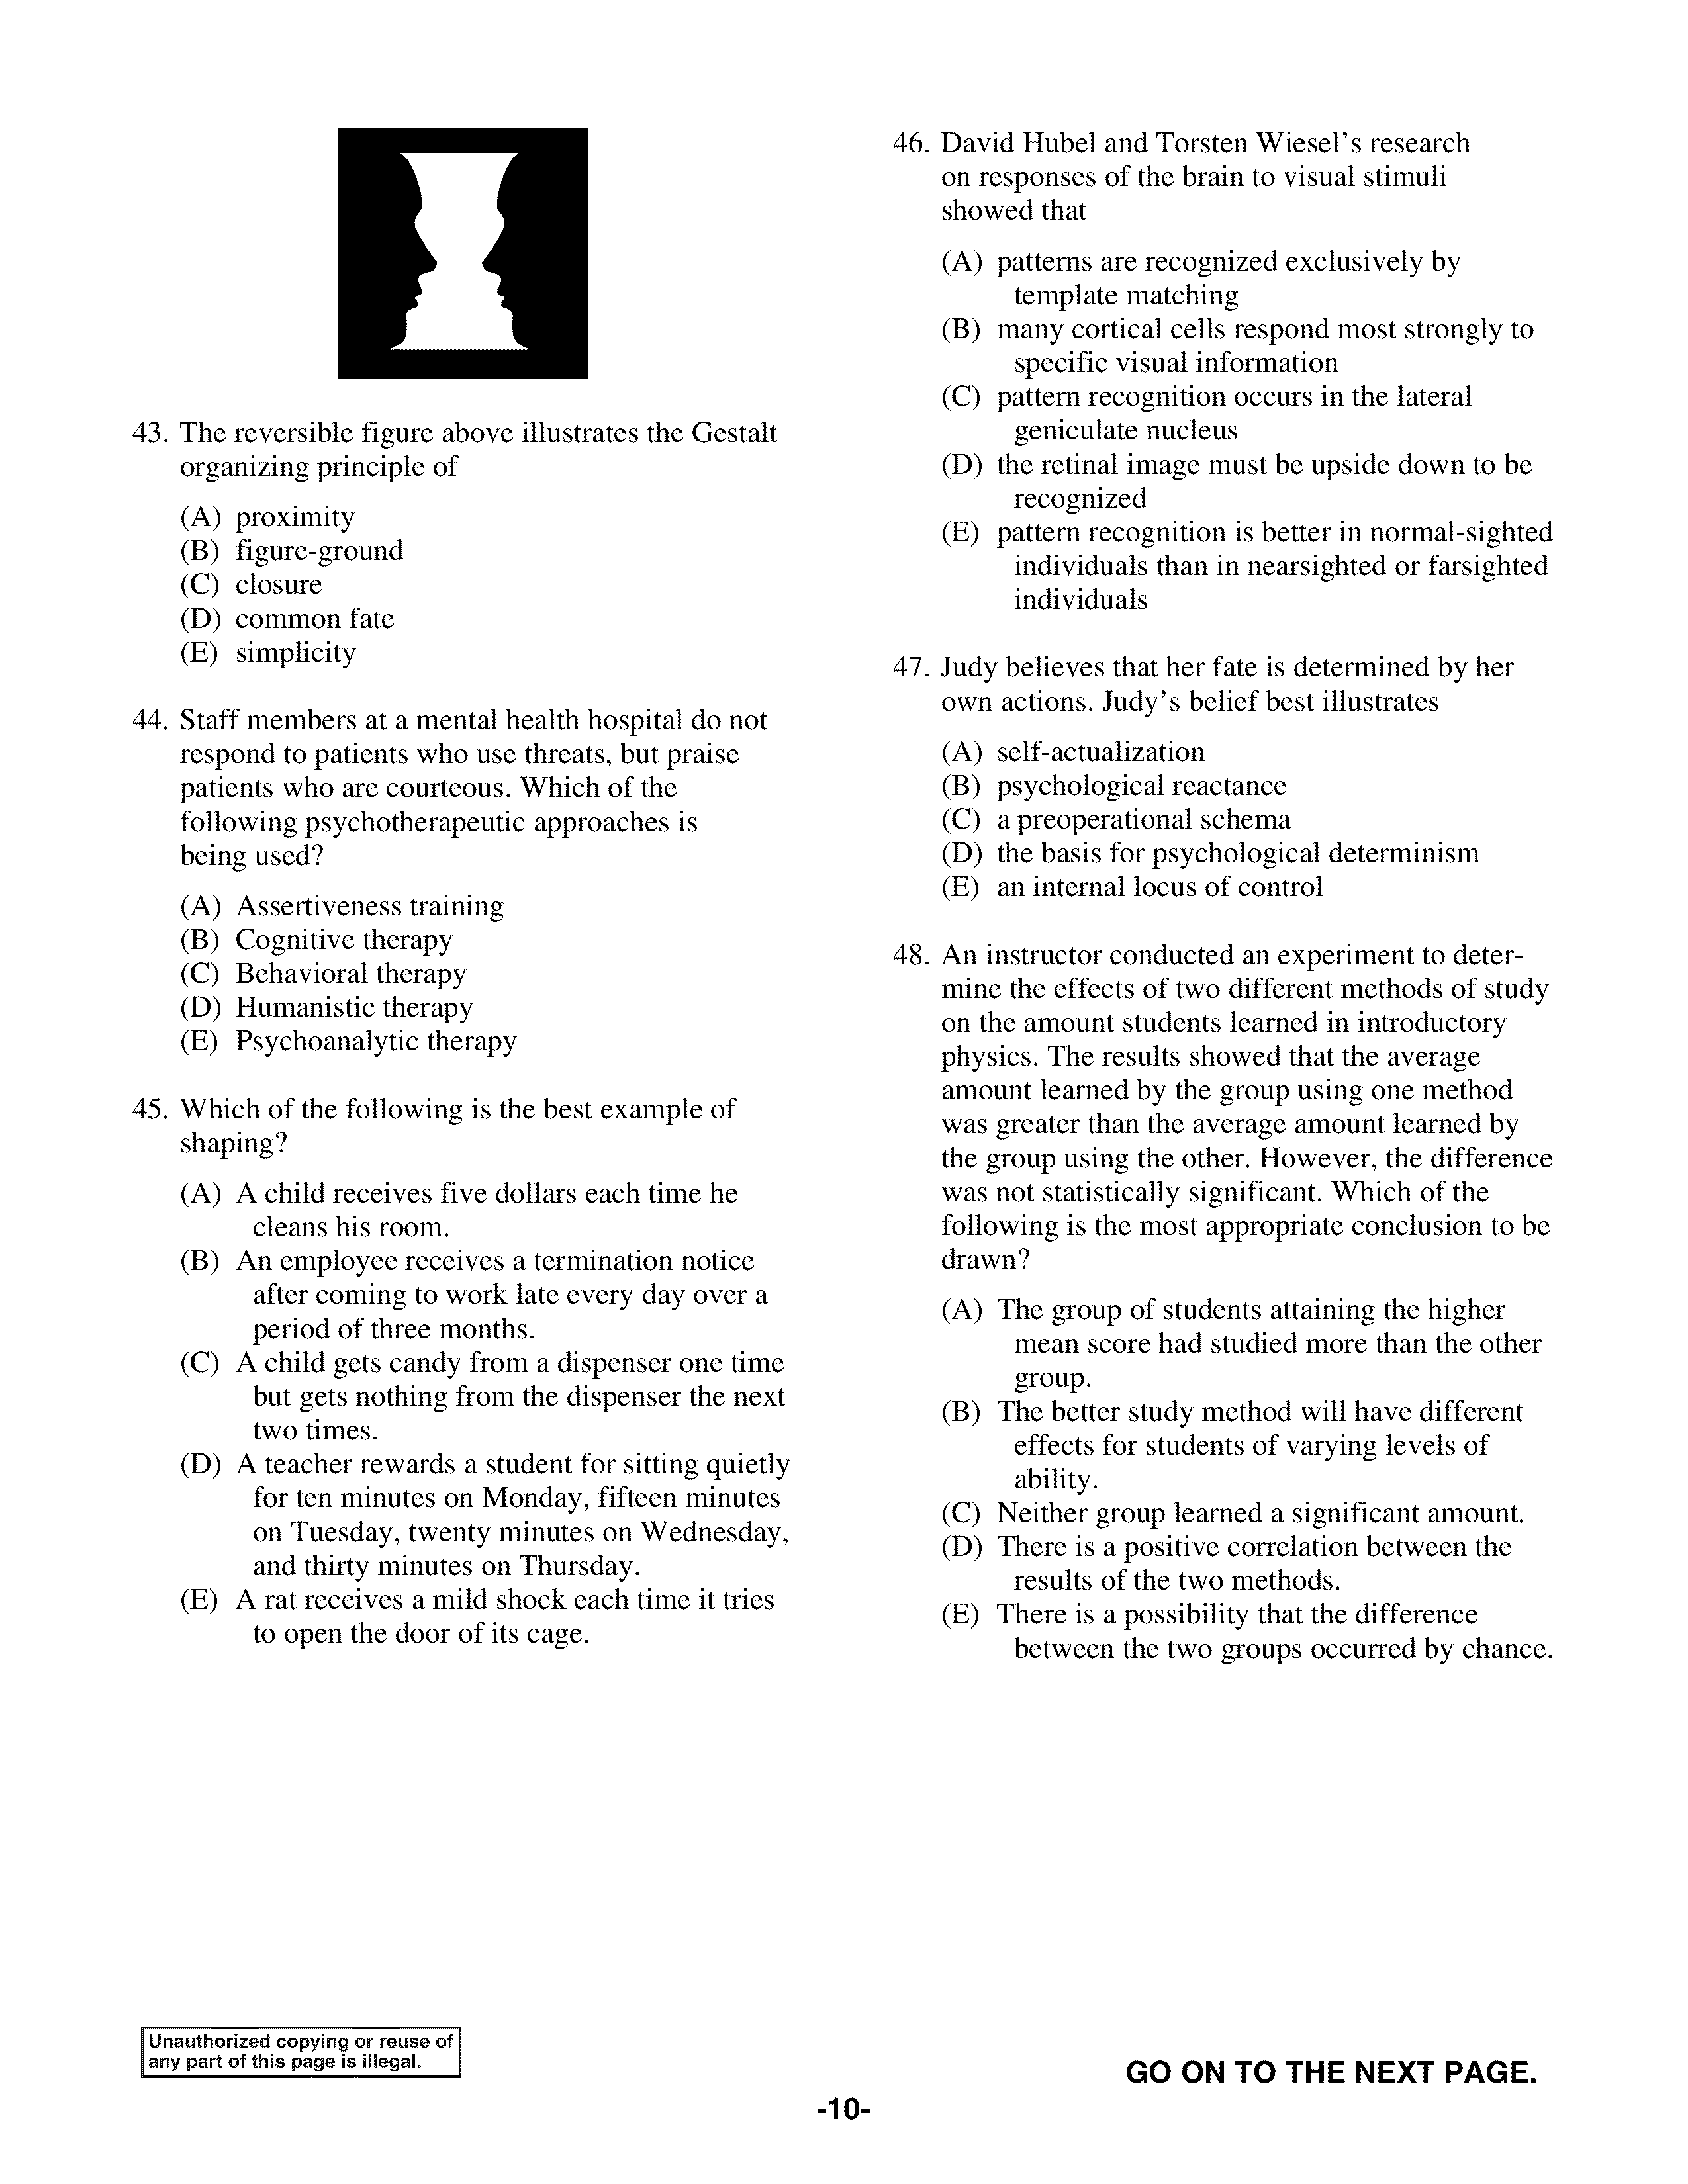 43. The reversible figure above illustrates the Gestalt
organizing principle of
(A) proximity
(B) figure-ground
(C) closure
(D) common fate
(E) simplicity
44. Staff members at a mental health hospital do not
respond to patients who use threats, but praise
patients who are courteous. Which of the
following psychotherapeutic approaches is
being used?
(A) Assertiveness training
(B) Cognitive therapy
(C) Behavioral therapy
(D) Humanistic therapy
(E) Psychoanalytic therapy
45. Which of the following is the best example of
shaping?
(A) A child receives five dollars each time he
cleans his room.
(B) An employee receives a termination notice
after coming to work late every day over a
period of three months.
(C) A child gets candy from a dispenser one time
but gets nothing from the dispenser the next
two times.
(D) A teacher rewards a student for sitting quietly
for ten minutes on Monday, fifteen minutes
on Tuesday, twenty minutes on Wednesday,
and thirty minutes on Thursday.
(E) A rat receives a mild shock each time it tries
to open the door of its cage.
46. David Hubel and Torsten Wiesel's research
on responses of the brain to visual stimuli
showed that
(A) patterns are recognized exclusively by
template matching
(B) many cortical cells respond most strongly to
specific visual information
(C) pattern recognition occurs in the lateral
geniculate nucleus
(D) the retinal image must be upside down to be
recognized
(E) pattern recognition is better in normal-sighted
individuals than in nearsighted or farsighted
individuals
47. Judy believes that her fate is determined by her
own actions. Judy's belief best illustrates
(A) self-actualization
(B) psychological reactance
(C) a preoperational schema
(D) the basis for psychological determinism
(E) an internal locus of control
48. An instructor conducted an experiment to deter-
mine the effects of two different methods of study
on the amount students learned in introductory
physics. The results showed that the average
amount learned by the group using one method
was greater than the average amount learned by
the group using the other. However, the difference
was not statistically significant. Which of the
following is the most appropriate conclusion to be
drawn?
(A) The group of students attaining the higher
mean score had studied more than the other
group.
(B) The better study method will have different
effects for students of varying levels of
ability.
(C) Neither group learned a significant amount.
(D) There is a positive correlation between the
results of the two methods.
(E) There is a possibility that the difference
between the two groups occurred by chance.
Unauthorized copying or reuse of
any part of this page is illegal.
GO ON TO THE NEXT PAGE.
-10-